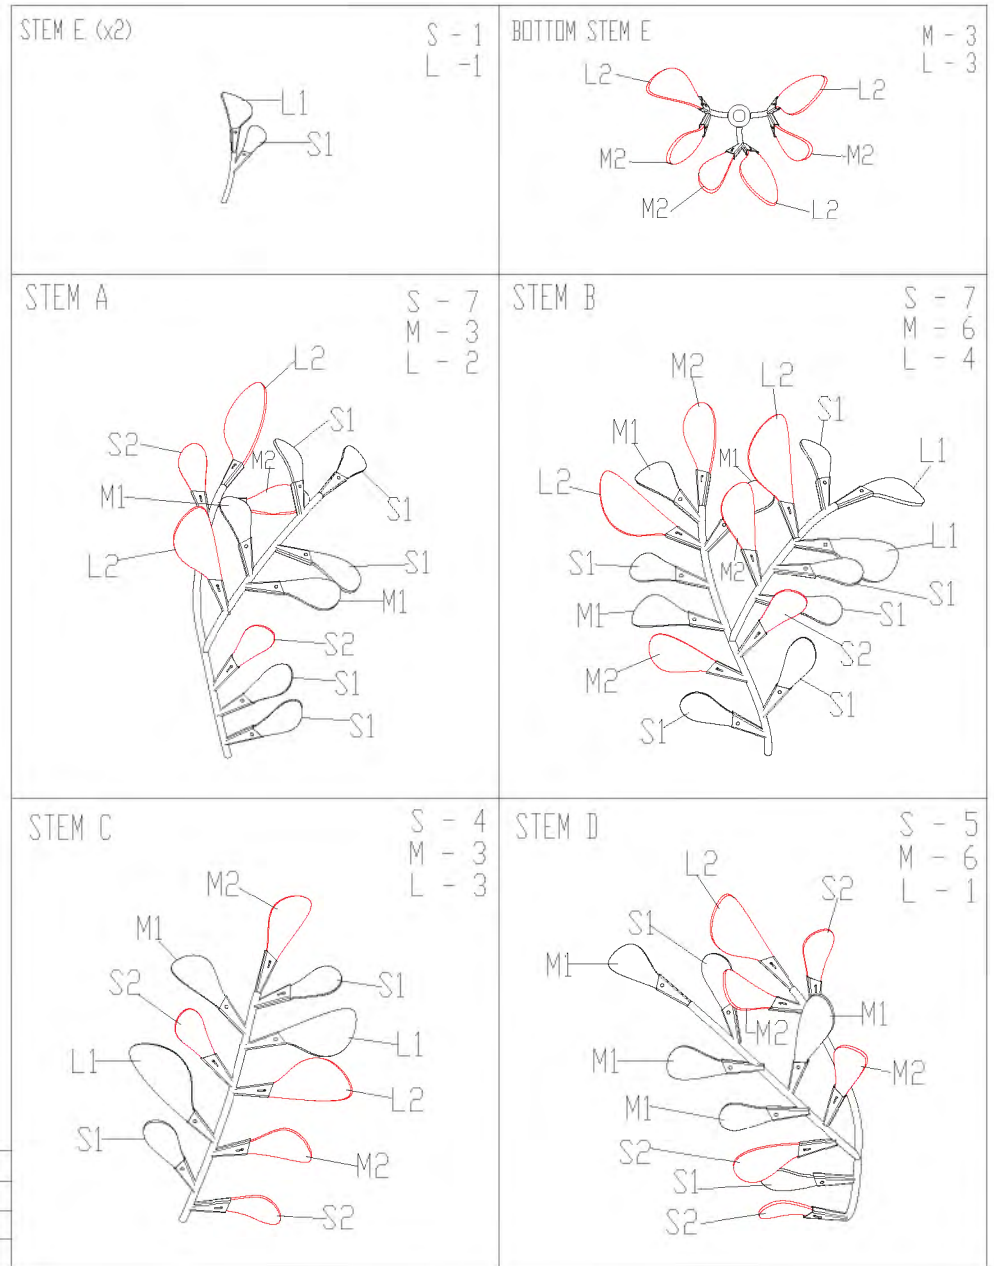 STEM E (x2)
S - 1
L -1
L1
S1
BOTTOM STEM E
M - 3
L - 3
L2
L2
M2
M2
M2
L2
STEM A
S - 7
M - 3
L - 2
L2
S1
S2
M2
M1
S1
L2
S1
M1
S2
S1
S1
STEM B
S - 7
M - 6
L - 4
M2
L2
S1
M1
M1
L1
L2
L1
M2
S1
S1
M1
S1
S2
M2
S1
S1
STEM C
S - 4
M - 3
L - 3
M2
M1
S2
S1
L1
L1
L2
S1
M2
S2
STEM D
S - 5
M - 6
L - 1
L2
S2
S1
M1
M1
M2
M1
M2
M1
S2
S1
S2